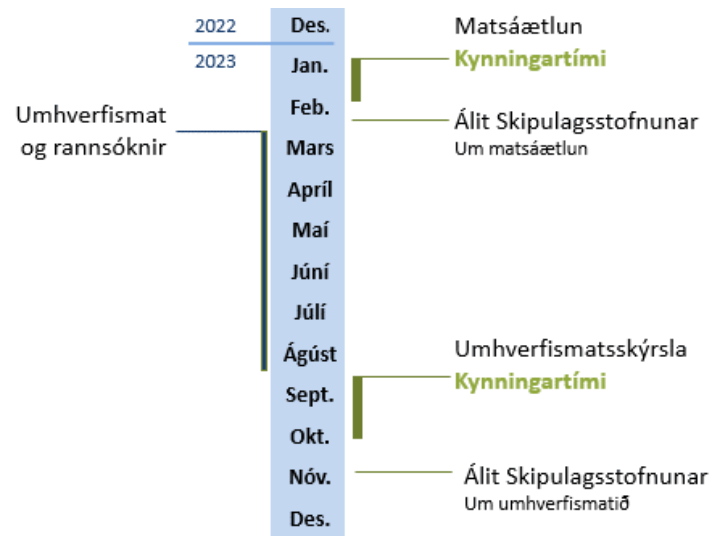 2022
2023
Umhverfismat
og rannsóknir
Des.
Jan.
Feb.
Mars
Apríl
Maí
Júní
Júlí
Ágúst
Sept.
Okt.
Nóv.
Des.
Matsáætlun
Kynningartími
Álit Skipulagsstofnunar
Um matsáætlun
Umhverfismatsskýrsla
Kynningartími
Álit Skipulagsstofnunar
Um umhverfismatið